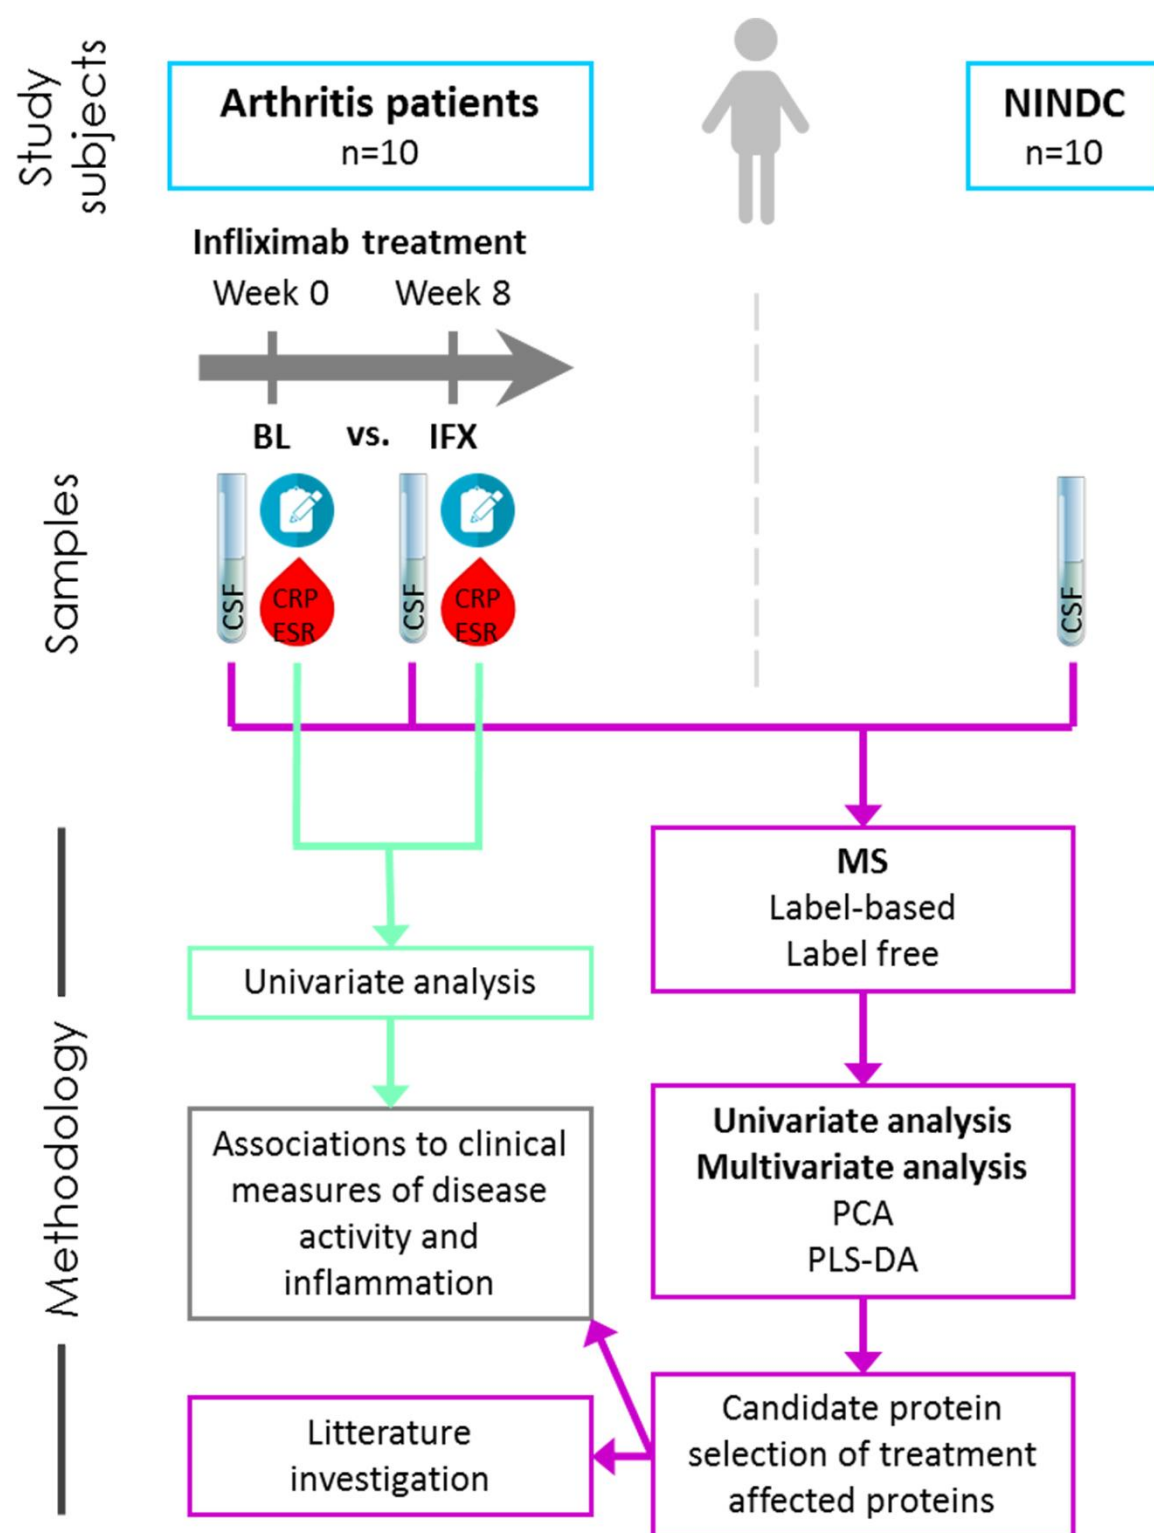 Study
subjects
Arthritis patients
n=10
NINDC
n=10
Infliximab treatment
Week 0
Week 8
BL
vs.
IFX
Samples
CSF
CRP
ESR
CSF
CRP
ESR
CSF
Methodology
MS
Label-based
Label free
Univariate analysis
Univariate analysis
Multivariate analysis
PCA
PLS-DA
Associations to clinical
measures of disease
activity and
inflammation
Candidate protein
selection of treatment
affected proteins
Litterature
investigation